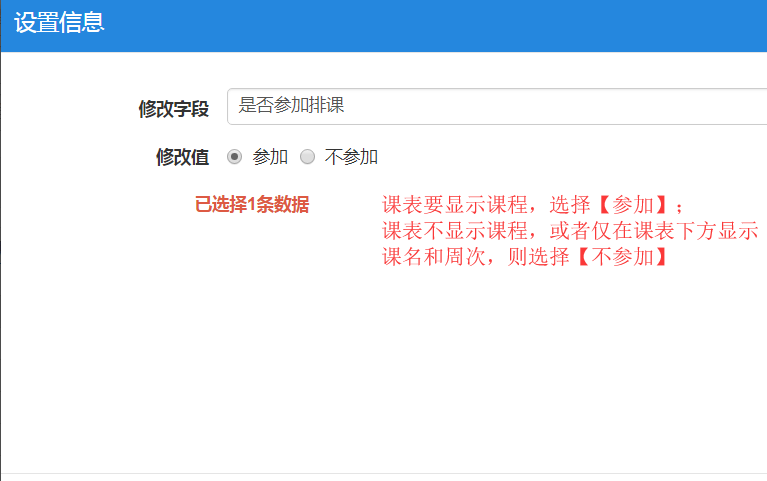 设置信息
修改字段 是否参加排课
修改值 参加 不参加
已选择1条数据 课表要显示课程，选择【参加】；
课表不显示课程，或者仅在课表下方显示
课名和周次，则选择【不参加】